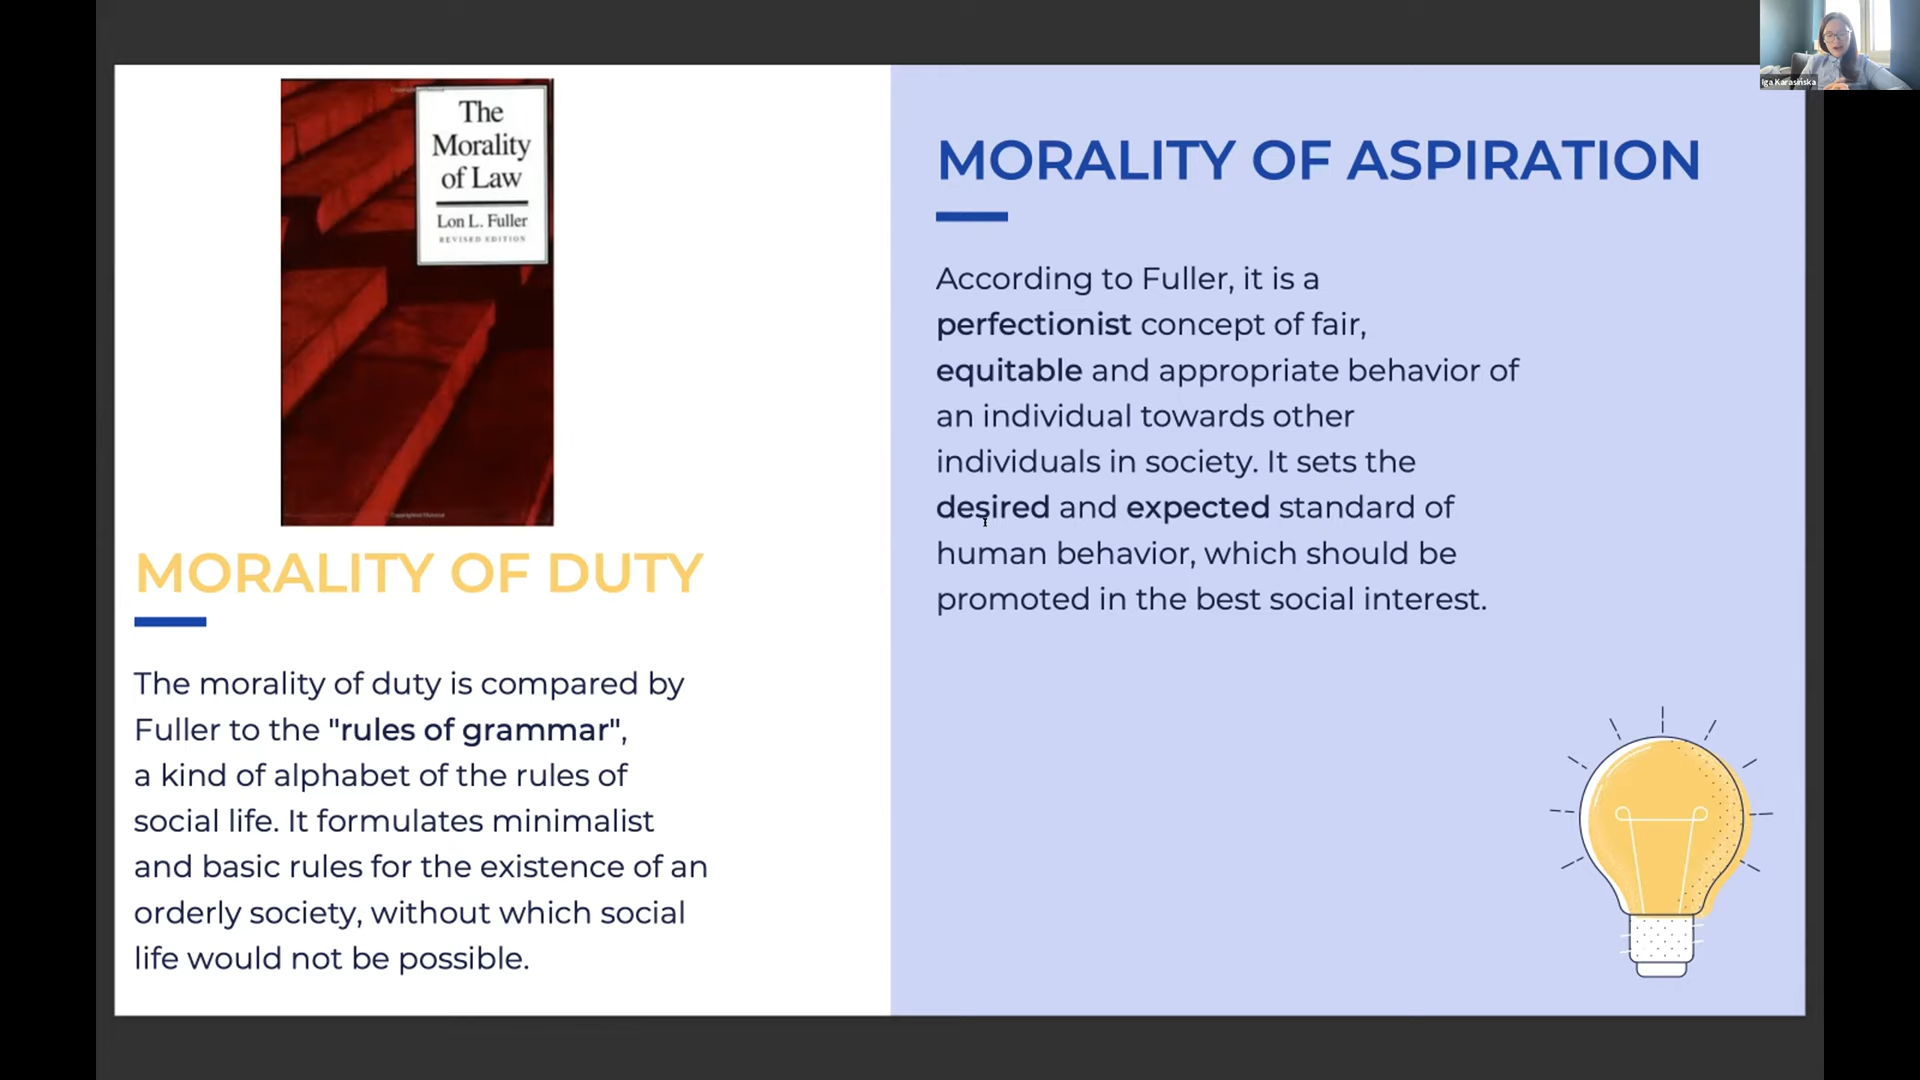 The
Morality
of Law
Lon L. Fuller
REVISED EDITION
MORALITY OF DUTY
The morality of duty is compared by
Fuller to the "rules of grammar",
a kind of alphabet of the rules of
social life. It formulates minimalist
and basic rules for the existence of an
orderly society, without which social
life would not be possible.
MORALITY OF ASPIRATION
According to Fuller, it is a
perfectionist concept of fair,
equitable and appropriate behavior of
an individual towards other
individuals in society. It sets the
desired and expected standard of
human behavior, which should be
promoted in the best social interest.
Iga Karasińska